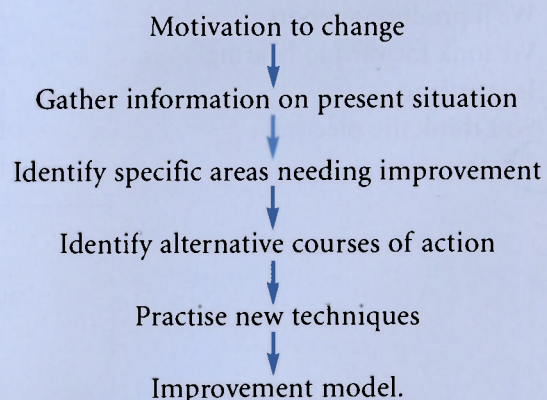 Motivation to change
Gather information on present situation
Identify specific areas needing improvement
Identify alternative courses of action
Practise new techniques
Improvement model.